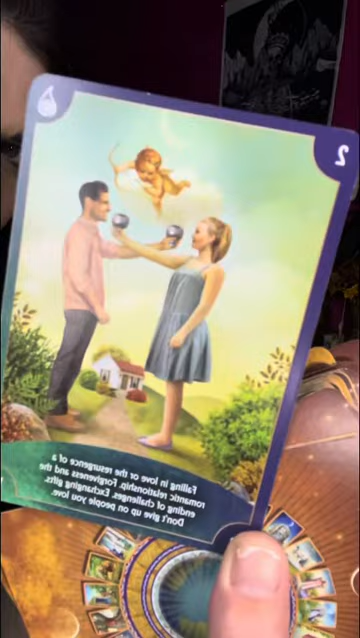 2
Falling in love or the resurgence of a
romantic relationship. Forgiveness and the
ending of challenges. Exchanging gifts.
Don't give up on people you love.